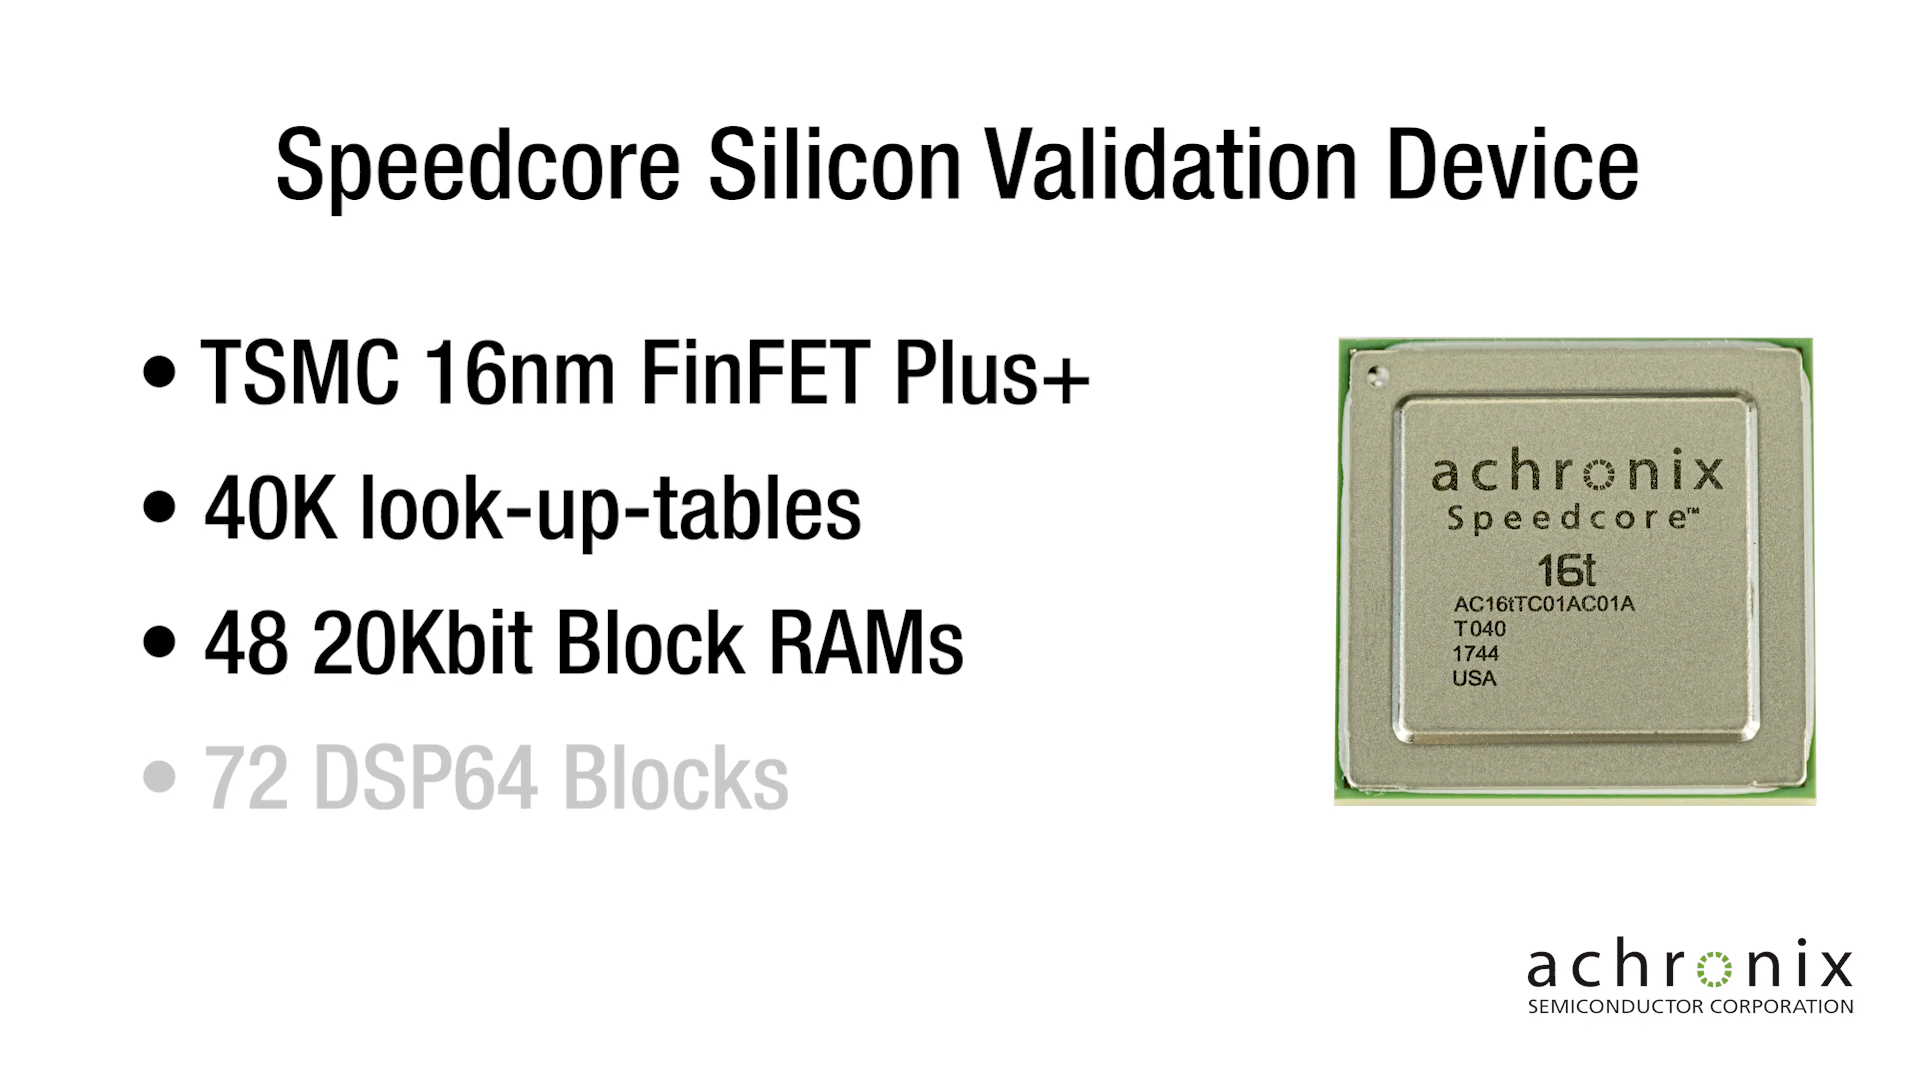 Speedcore Silicon Validation Device
• TSMC 16nm FinFET Plus+
• 40K look-up-tables
• 48 20Kbit Block RAMs
• 72 DSP64 Blocks
achronix
Speedcore™
16t
AC16tTC01AC01A
T040
1744
USA
achronix
SEMICONDUCTOR CORPORATION